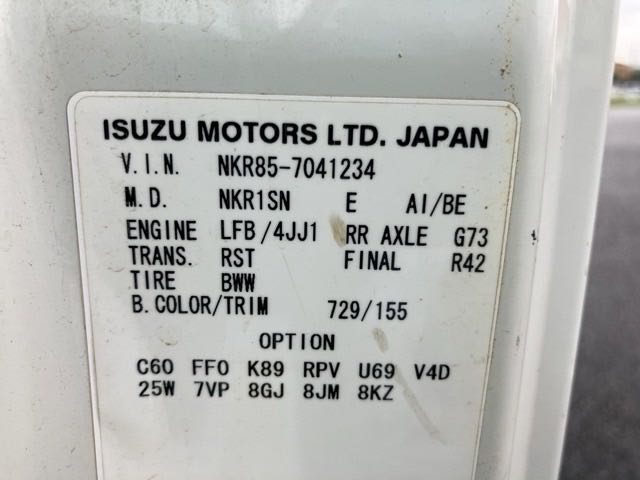 ISUZU MOTORS LTD. JAPAN
V.I.N. NKR85-7041234
M.D. NKR1SN E AI/BE
ENGINE LFB/4JJ1 RR AXLE G73
TRANS. RST FINAL R42
TIRE BWW
B.COLOR/TRIM 729/155
OPTION
C60 FF0 K89 RPV U69 V4D
25W 7VP 8GJ 8JM 8KZ